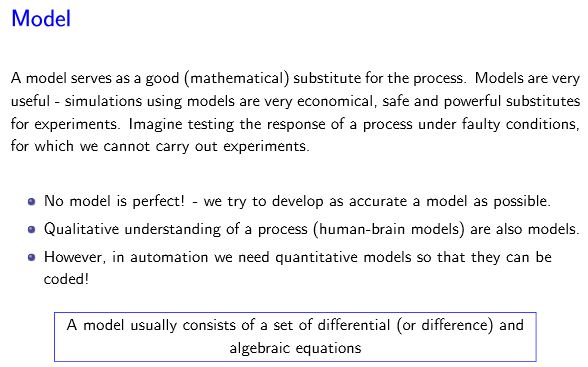 Model
A model serves as a good (mathematical) substitute for the process. Models are very
useful - simulations using models are very economical, safe and powerful substitutes
for experiments. Imagine testing the response of a process under faulty conditions,
for which we cannot carry out experiments.
No model is perfect! - we try to develop as accurate a model as possible.
Qualitative understanding of a process (human-brain models) are also models.
However, in automation we need quantitative models so that they can be
coded!
A model usually consists of a set of differential (or difference) and
algebraic equations